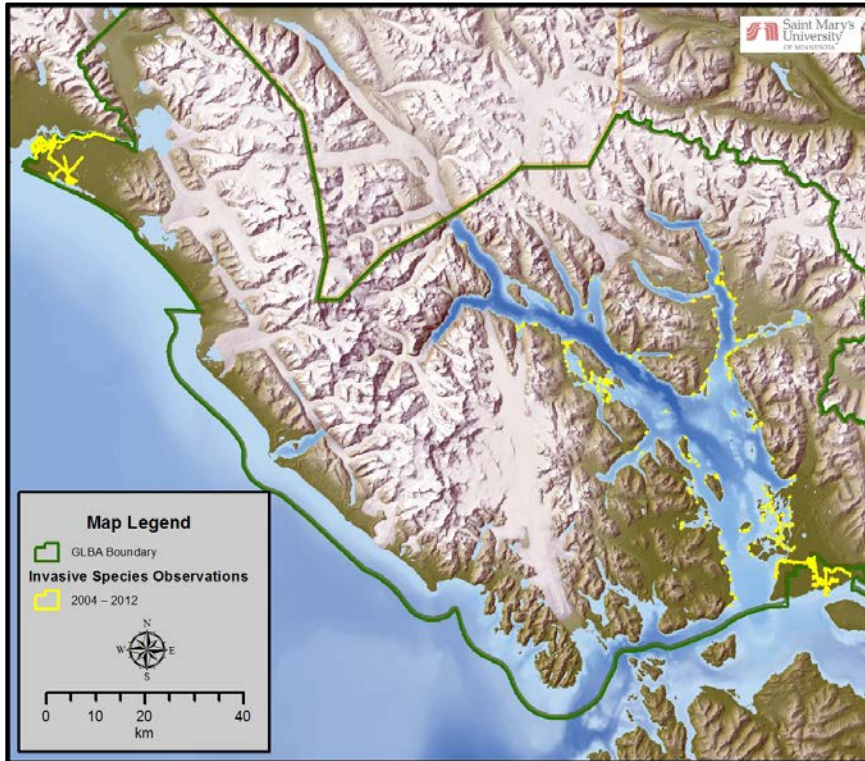 Saint Mary's
University
OF MINNESOTA
Map Legend
GLBA Boundary
Invasive Species Observations
2004 – 2012
N
W E
S
0 5 10 20 40
km